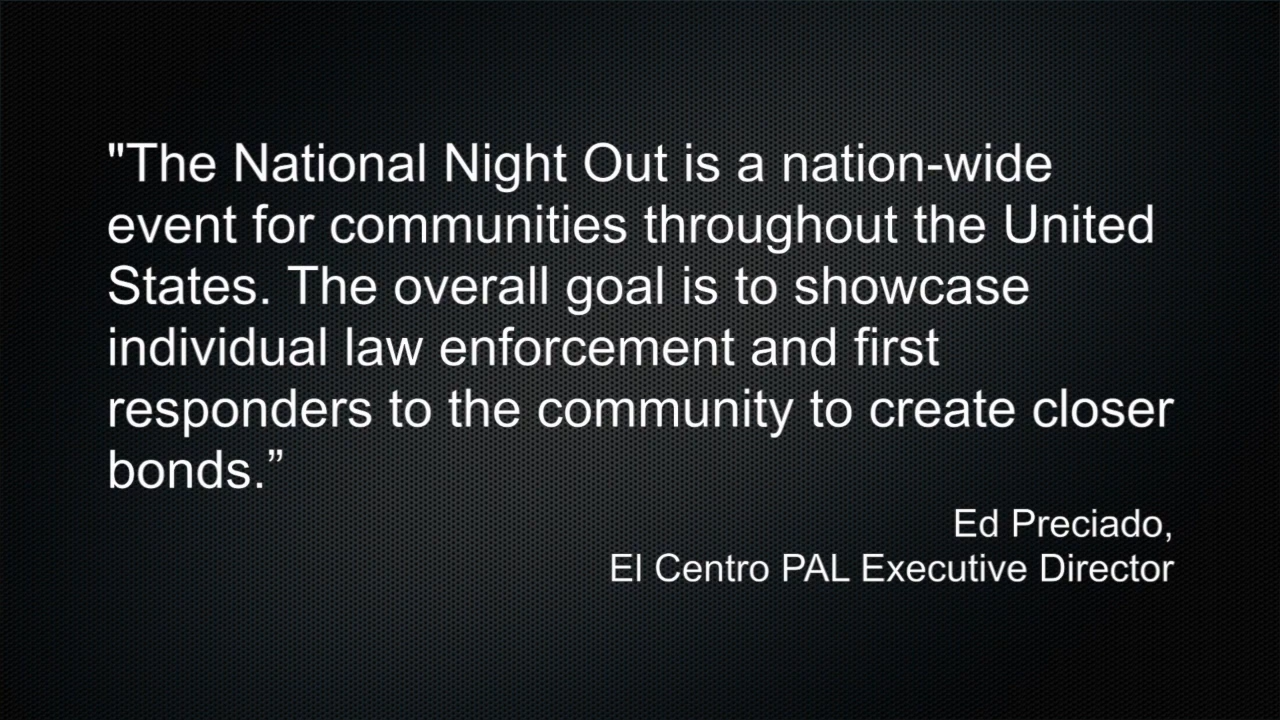 "The National Night Out is a nation-wide
event for communities throughout the United
States. The overall goal is to showcase
individual law enforcement and first
responders to the community to create closer
bonds.”
Ed Preciado,
El Centro PAL Executive Director